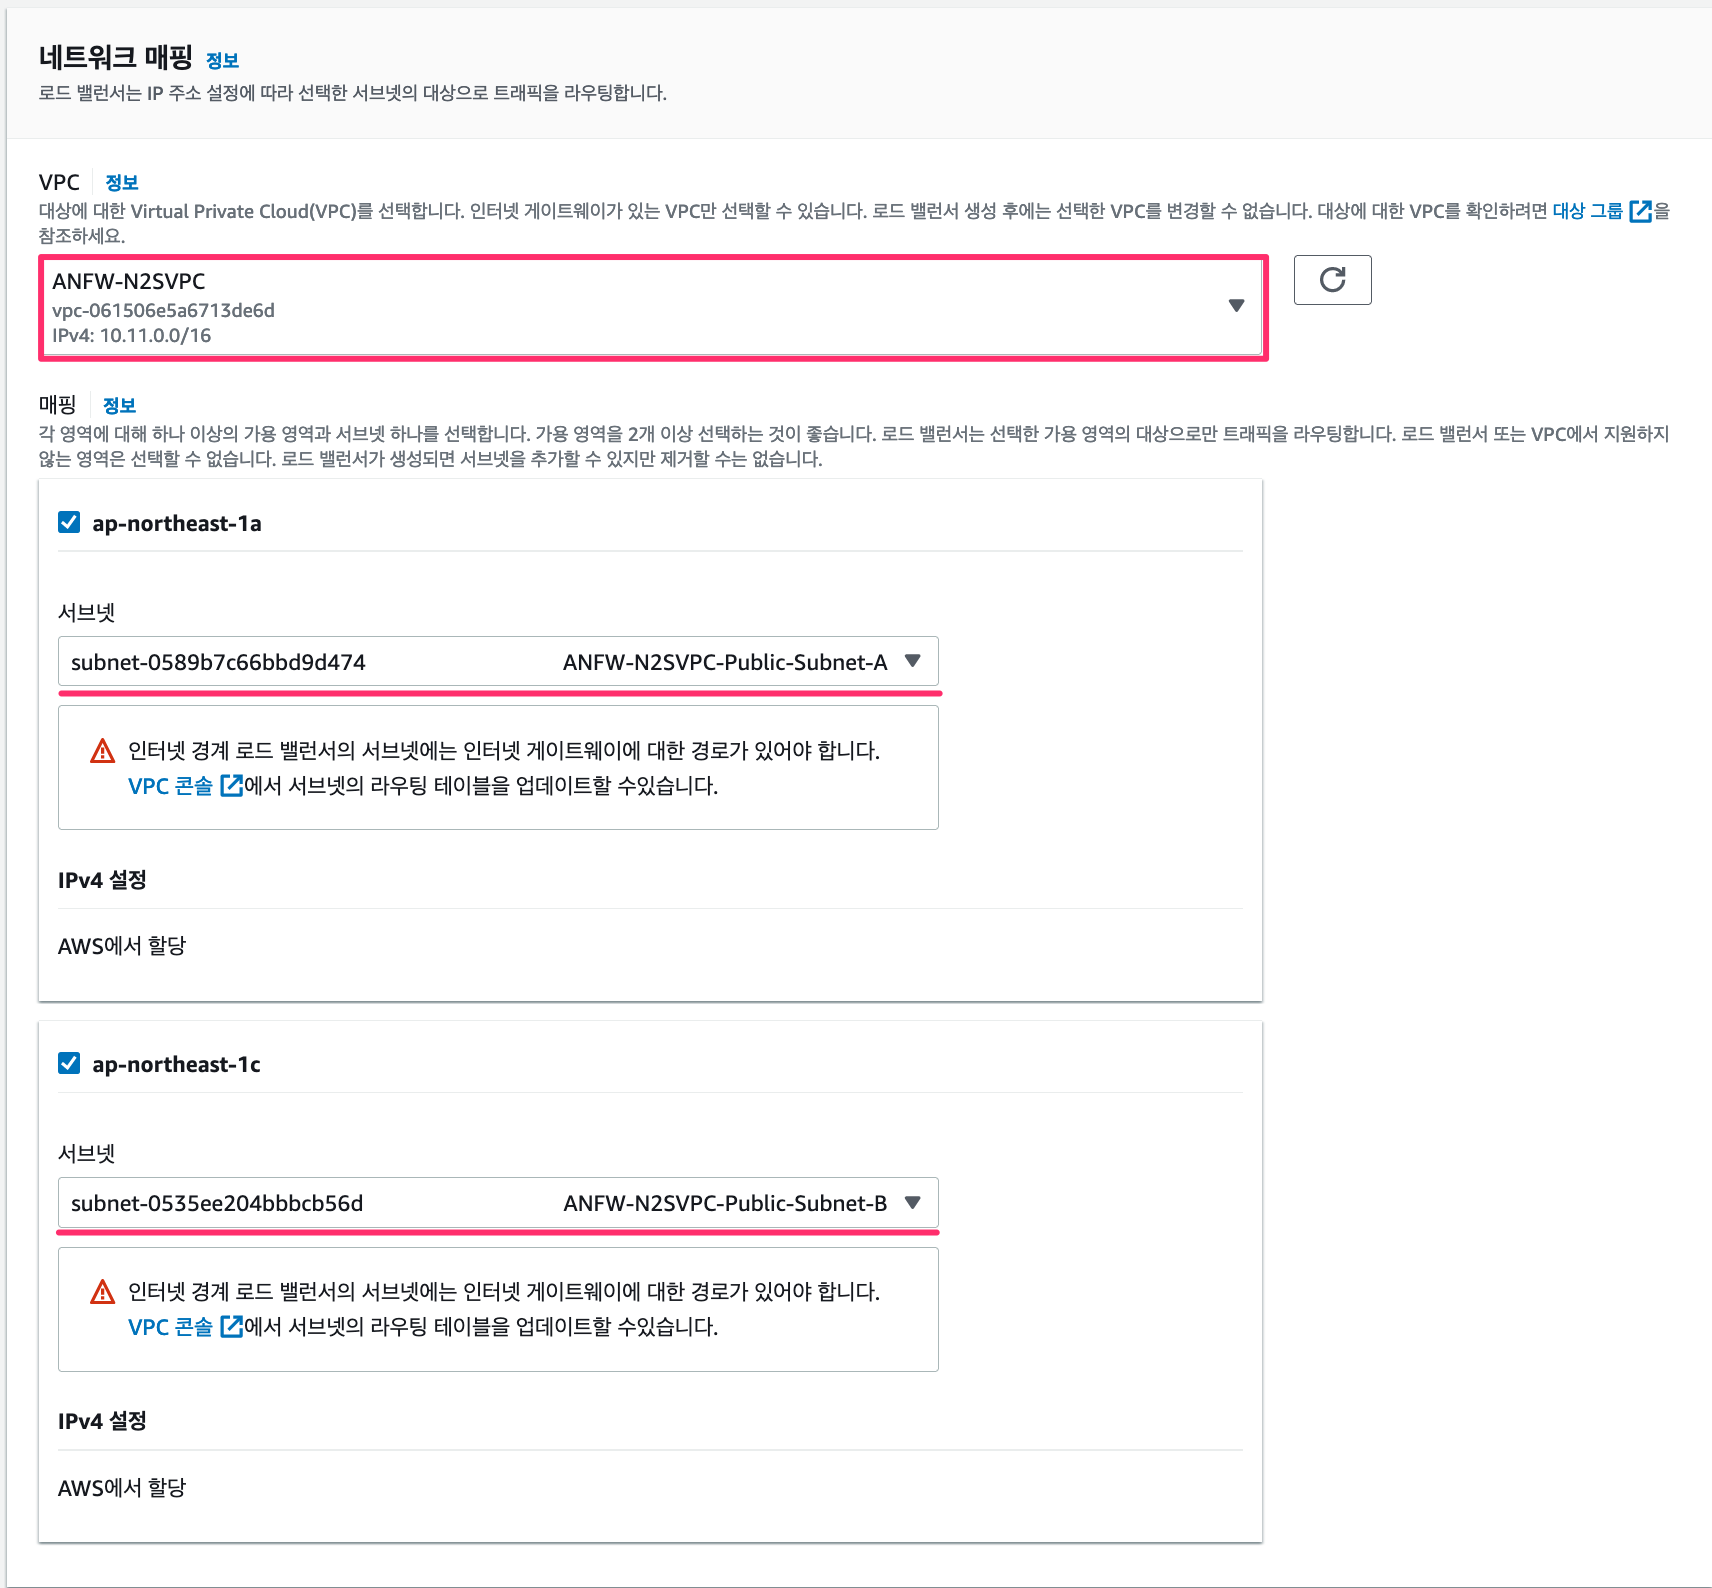 네트워크 매핑 정보
로드 밸런서는 IP 주소 설정에 따라 선택한 서브넷의 대상으로 트래픽을 라우팅합니다.
VPC 정보
대상에 대한 Virtual Private Cloud(VPC)를 선택합니다. 인터넷 게이트웨이가 있는 VPC만 선택할 수 있습니다. 로드 밸런서 생성 후에는 선택한 VPC를 변경할 수 없습니다. 대상에 대한 VPC를 확인하려면 대상 그룹 을
참조하세요.
ANFW-N2SVPC
vpc-061506e5a6713de6d
IPv4: 10.11.0.0/16
매핑 정보
각 영역에 대해 하나 이상의 가용 영역과 서브넷 하나를 선택합니다. 가용 영역을 2개 이상 선택하는 것이 좋습니다. 로드 밸런서는 선택한 가용 영역의 대상으로만 트래픽을 라우팅합니다. 로드 밸런서 또는 VPC에서 지원하지
않는 영역은 선택할 수 없습니다. 로드 밸런서가 생성되면 서브넷을 추가할 수 있지만 제거할 수는 없습니다.
ap-northeast-1a
서브넷
subnet-0589b7c66bbd9d474 ANFW-N2SVPC-Public-Subnet-A
인터넷 경계 로드 밸런서의 서브넷에는 인터넷 게이트웨이에 대한 경로가 있어야 합니다.
VPC 콘솔 에서 서브넷의 라우팅 테이블을 업데이트할 수있습니다.
IPv4 설정
AWS에서 할당
ap-northeast-1c
서브넷
subnet-0535ee204bbbcb56d ANFW-N2SVPC-Public-Subnet-B
인터넷 경계 로드 밸런서의 서브넷에는 인터넷 게이트웨이에 대한 경로가 있어야 합니다.
VPC 콘솔 에서 서브넷의 라우팅 테이블을 업데이트할 수있습니다.
IPv4 설정
AWS에서 할당